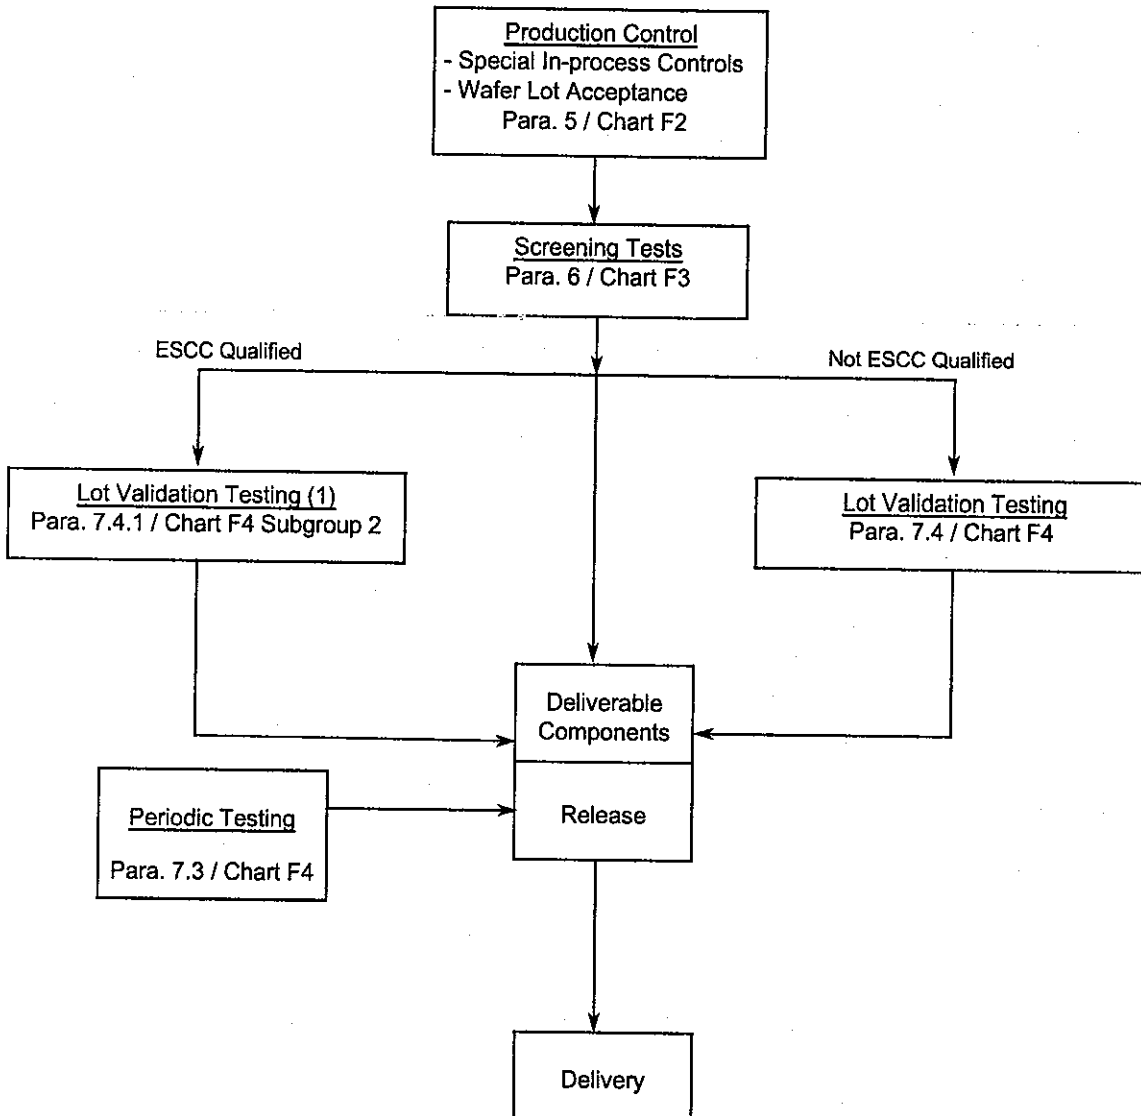 Production Control
- Special In-process Controls
- Wafer Lot Acceptance
Para. 5 / Chart F2
Screening Tests
Para. 6 / Chart F3
ESCC Qualified
Not ESCC Qualified
Lot Validation Testing (1)
Para. 7.4.1 / Chart F4 Subgroup 2
Lot Validation Testing
Para. 7.4 / Chart F4
Deliverable
Components
Periodic Testing
Para. 7.3 / Chart F4
Release
Delivery